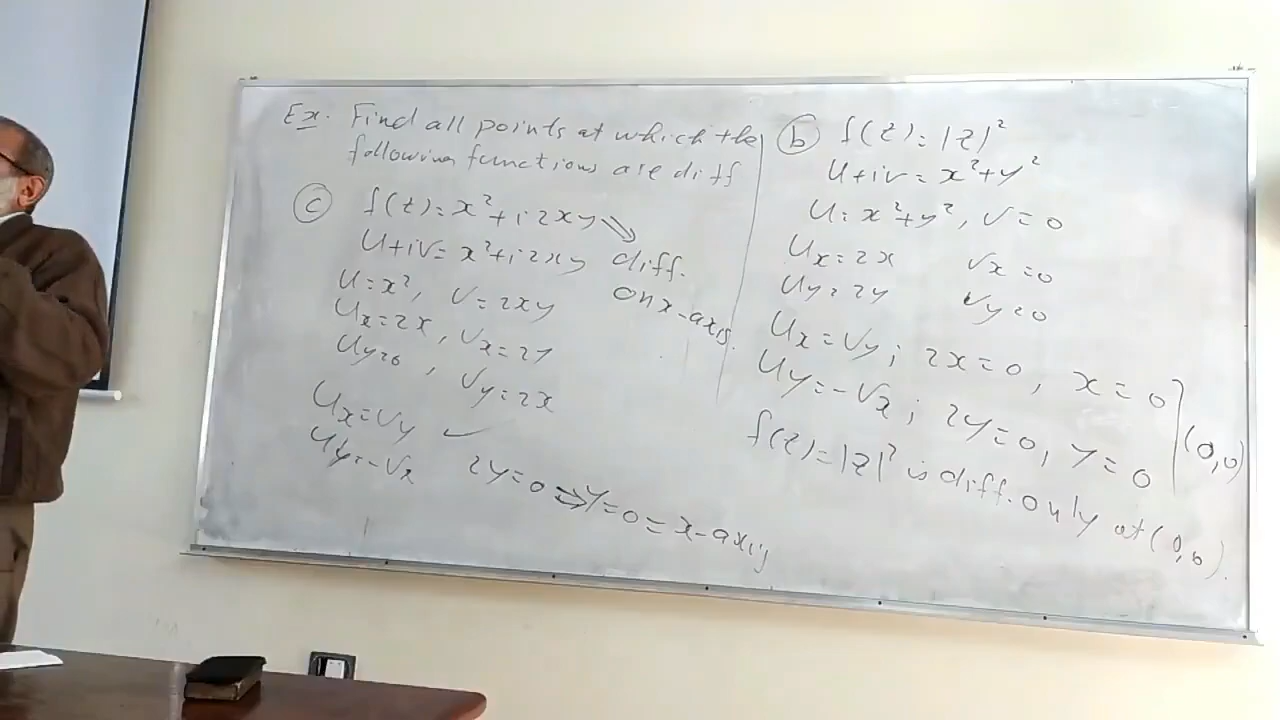 Ex. Find all points at which the
following functions are diff
(c) f(z) = x² + i 2xy ⇒ diff. on x-axis.
U+iV = x² + i 2xy
U = x², V = 2xy
Ux = 2x, Vx = 2y
Uy = 0, Vy = 2x
Ux = Vy ✓
Uy = -Vx 2y = 0 ⇒ y = 0 = x-axis
(b) f(z) = |z|²
U+iV = x² + y²
U = x² + y², V = 0
Ux = 2x Vx = 0
Uy = 2y Vy = 0
Ux = Vy ; 2x = 0, x = 0
Uy = -Vx ; 2y = 0, y = 0 } (0,0)
f(z) = |z|² is diff. only at (0,0).